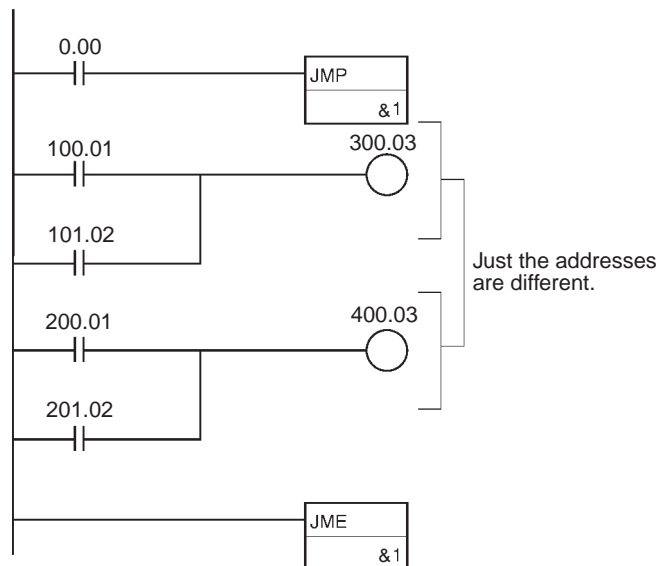 0.00
JMP
&1
100.01
300.03
101.02
Just the addresses
are different.
200.01
400.03
201.02
JME
&1